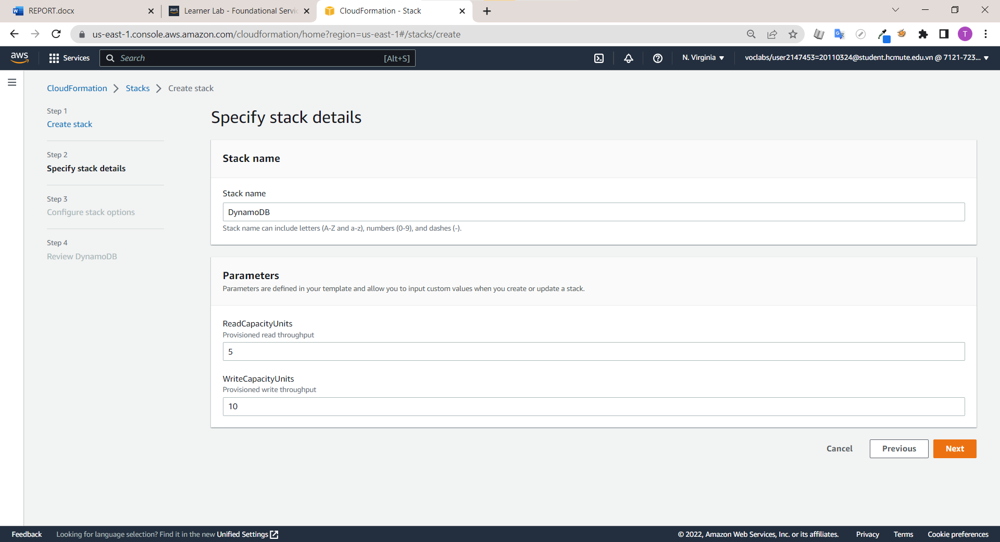 REPORT.docx
Learner Lab - Foundational Servic
CloudFormation - Stack
us-east-1.console.aws.amazon.com/cloudformation/home?region=us-east-1#/stacks/create
T
aws
Services
Search
[Alt+S]
N. Virginia
voclabs/user2147453=20110324@student.hcmute.edu.vn @ 7121-723...
CloudFormation
Stacks
Create stack
Step 1
Create stack
Step 2
Specify stack details
Step 3
Configure stack options
Step 4
Review DynamoDB
Specify stack details
Stack name
Stack name
DynamoDB
Stack name can include letters (A-Z and a-z), numbers (0-9), and dashes (-).
Parameters
Parameters are defined in your template and allow you to input custom values when you create or update a stack.
ReadCapacityUnits
Provisioned read throughput
5
WriteCapacityUnits
Provisioned write throughput
10
Cancel
Previous
Next
Feedback
Looking for language selection? Find it in the new Unified Settings
© 2022, Amazon Web Services, Inc. or its affiliates.
Privacy
Terms
Cookie preferences